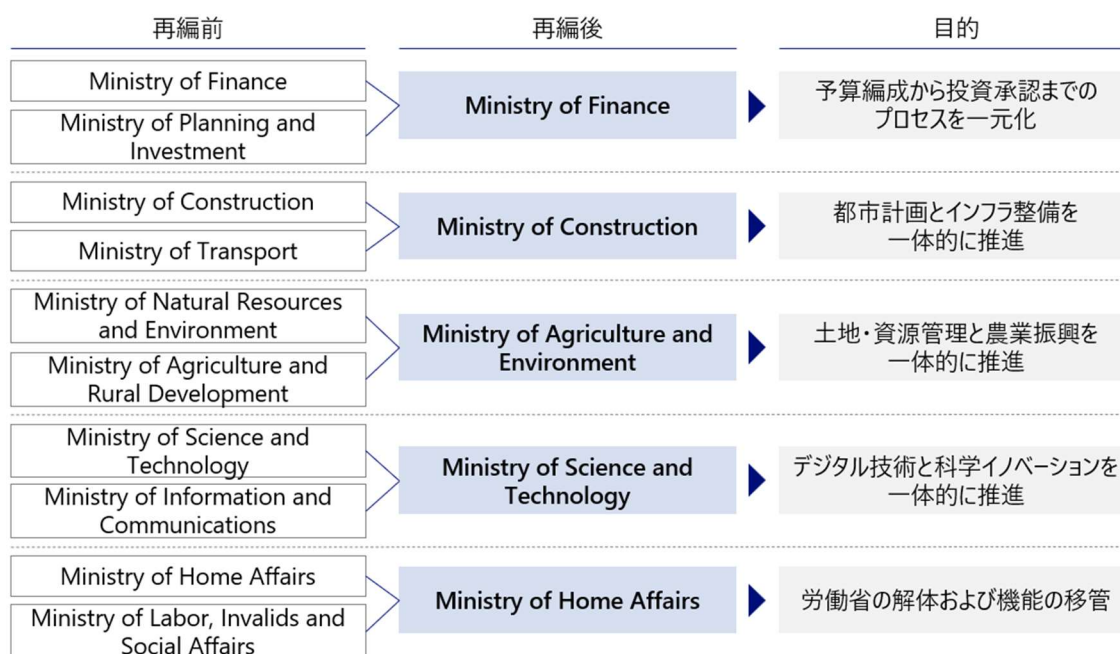 再編前
再編後
目的
Ministry of Finance
Ministry of Planning and
Investment
Ministry of Finance
予算編成から投資承認までの
プロセスを一元化
Ministry of Construction
Ministry of Transport
Ministry of Construction
都市計画とインフラ整備を
一体的に推進
Ministry of Natural Resources
and Environment
Ministry of Agriculture and
Rural Development
Ministry of Agriculture and
Environment
土地・資源管理と農業振興を
一体的に推進
Ministry of Science and
Technology
Ministry of Information and
Communications
Ministry of Science and
Technology
デジタル技術と科学イノベーションを
一体的に推進
Ministry of Home Affairs
Ministry of Labor, Invalids and
Social Affairs
Ministry of Home Affairs
労働省の解体および機能の移管